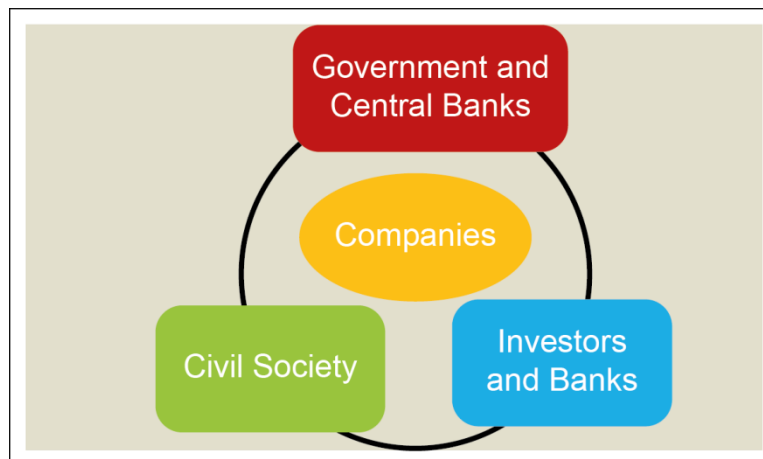 Government and
Central Banks
Companies
Civil Society
Investors
and Banks